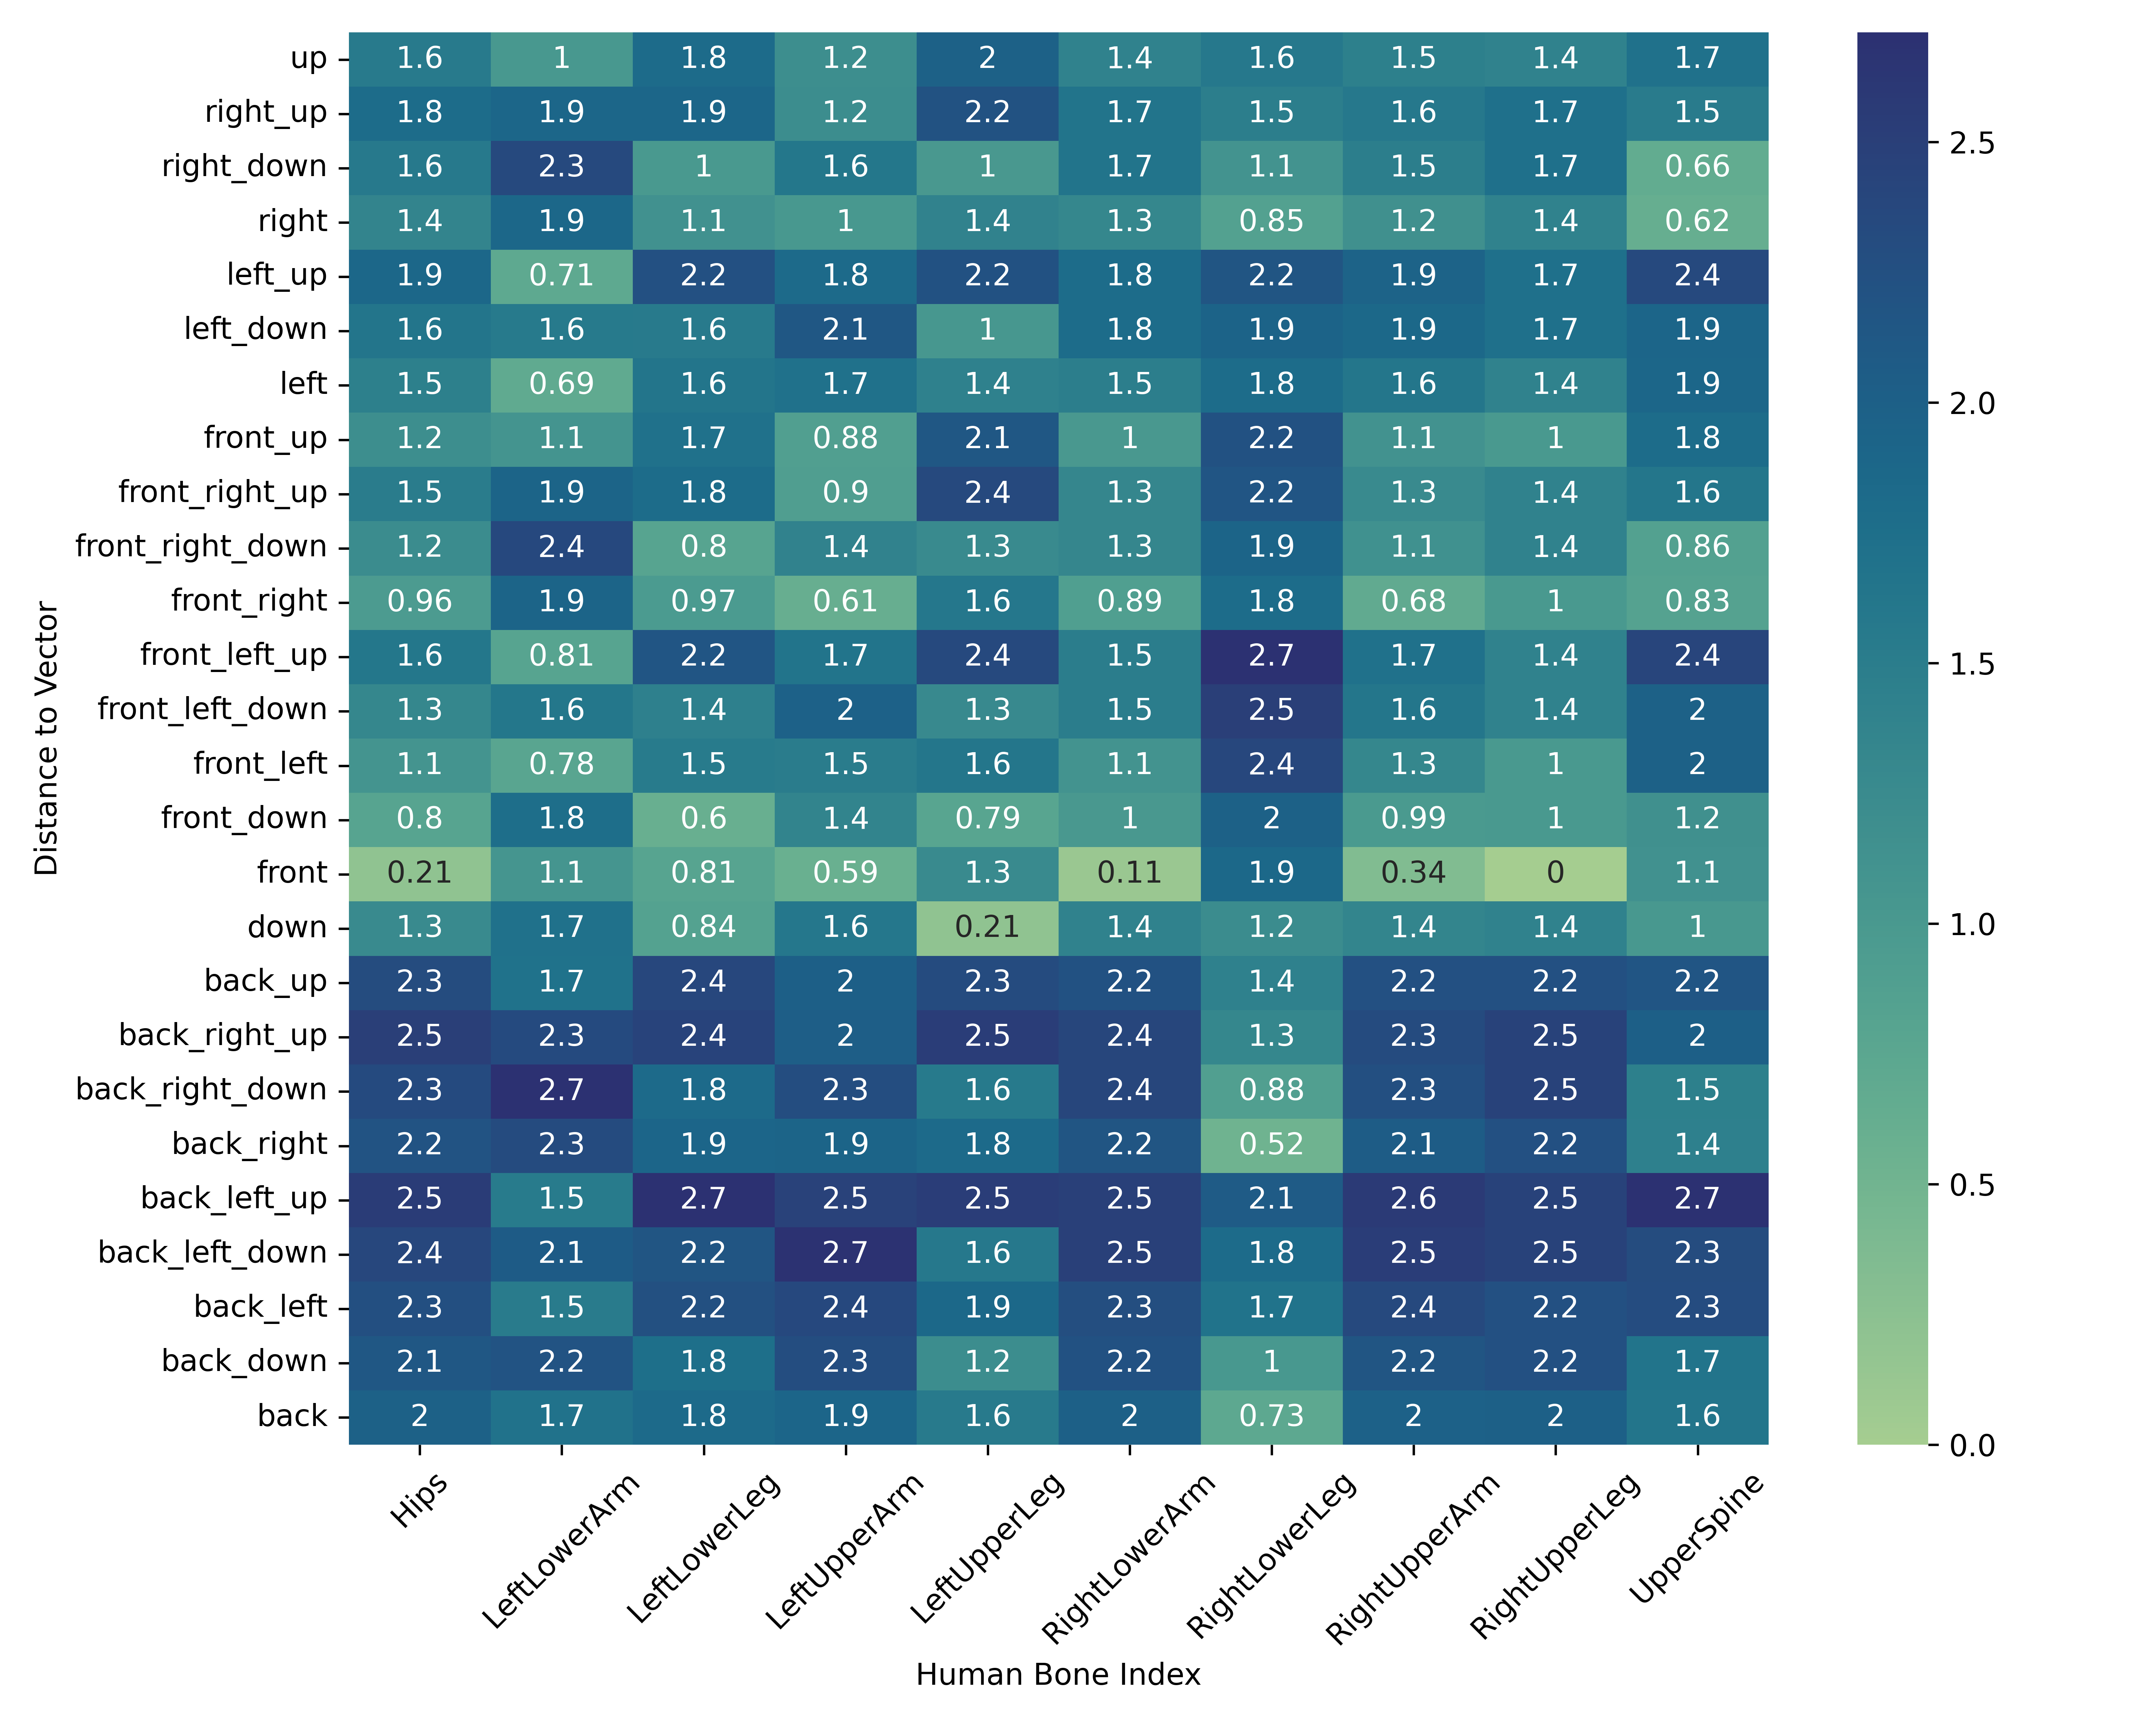 up 1.6 1 1.8 1.2 2 1.4 1.6 1.5 1.4 1.7
right_up 1.8 1.9 1.9 1.2 2.2 1.7 1.5 1.6 1.7 1.5
right_down 1.6 2.3 1 1.6 1 1.7 1.1 1.5 1.7 0.66
right 1.4 1.9 1.1 1 1.4 1.3 0.85 1.2 1.4 0.62
left_up 1.9 0.71 2.2 1.8 2.2 1.8 2.2 1.9 1.7 2.4
left_down 1.6 1.6 1.6 2.1 1 1.8 1.9 1.9 1.7 1.9
left 1.5 0.69 1.6 1.7 1.4 1.5 1.8 1.6 1.4 1.9
front_up 1.2 1.1 1.7 0.88 2.1 1 2.2 1.1 1 1.8
front_right_up 1.5 1.9 1.8 0.9 2.4 1.3 2.2 1.3 1.4 1.6
front_right_down 1.2 2.4 0.8 1.4 1.3 1.3 1.9 1.1 1.4 0.86
front_right 0.96 1.9 0.97 0.61 1.6 0.89 1.8 0.68 1 0.83
front_left_up 1.6 0.81 2.2 1.7 2.4 1.5 2.7 1.7 1.4 2.4
front_left_down 1.3 1.6 1.4 2 1.3 1.5 2.5 1.6 1.4 2
front_left 1.1 0.78 1.5 1.5 1.6 1.1 2.4 1.3 1 2
front_down 0.8 1.8 0.6 1.4 0.79 1 2 0.99 1 1.2
front 0.21 1.1 0.81 0.59 1.3 0.11 1.9 0.34 0 1.1
down 1.3 1.7 0.84 1.6 0.21 1.4 1.2 1.4 1.4 1
back_up 2.3 1.7 2.4 2 2.3 2.2 1.4 2.2 2.2 2.2
back_right_up 2.5 2.3 2.4 2 2.5 2.4 1.3 2.3 2.5 2
back_right_down 2.3 2.7 1.8 2.3 1.6 2.4 0.88 2.3 2.5 1.5
back_right 2.2 2.3 1.9 1.9 1.8 2.2 0.52 2.1 2.2 1.4
back_left_up 2.5 1.5 2.7 2.5 2.5 2.5 2.1 2.6 2.5 2.7
back_left_down 2.4 2.1 2.2 2.7 1.6 2.5 1.8 2.5 2.5 2.3
back_left 2.3 1.5 2.2 2.4 1.9 2.3 1.7 2.4 2.2 2.3
back_down 2.1 2.2 1.8 2.3 1.2 2.2 1 2.2 2.2 1.7
back 2 1.7 1.8 1.9 1.6 2 0.73 2 2 1.6
Hips LeftLowerArm LeftLowerLeg LeftUpperArm LeftUpperLeg RightLowerArm RightLowerLeg RightUpperArm RightUpperLeg UpperSpine
Human Bone Index
Distance to Vector
2.5
2.0
1.5
1.0
0.5
0.0